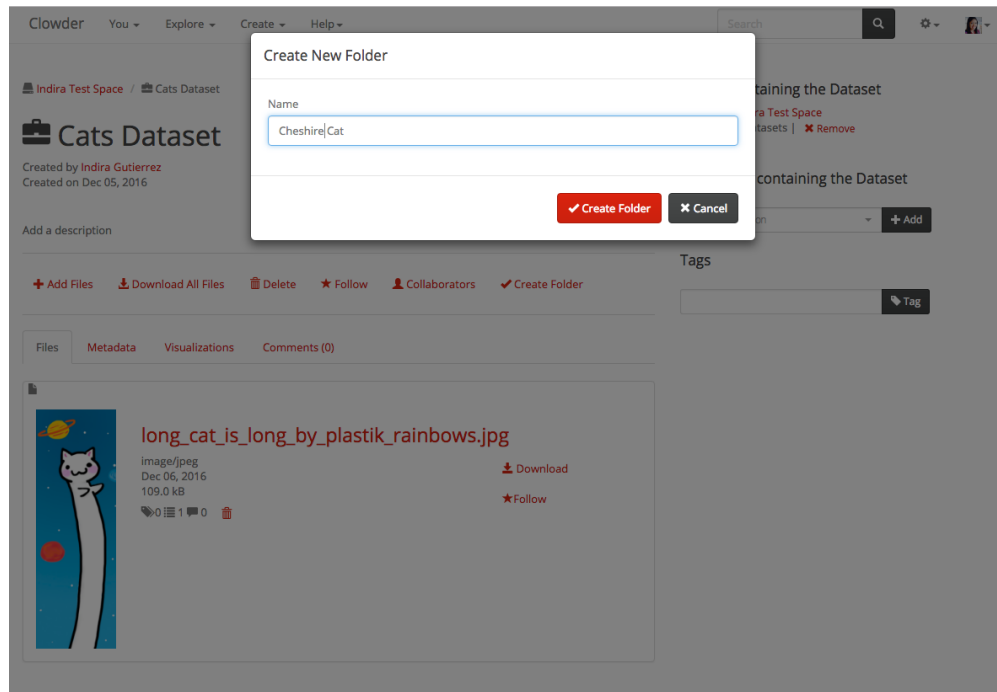 Clowder You Explore Create Help Search
Create New Folder
Name
Cheshire Cat
Create Folder Cancel
Indira Test Space / Cats Dataset
Cats Dataset
Created by Indira Gutierrez
Created on Dec 05, 2016
Add a description
taining the Dataset
ra Test Space
tasets | Remove
containing the Dataset
on Add
Tags
Tag
Add Files Download All Files Delete Follow Collaborators Create Folder
Files Metadata Visualizations Comments (0)
long_cat_is_long_by_plastik_rainbows.jpg
image/jpeg
Dec 06, 2016
109.0 kB
0 1 0
Download
Follow